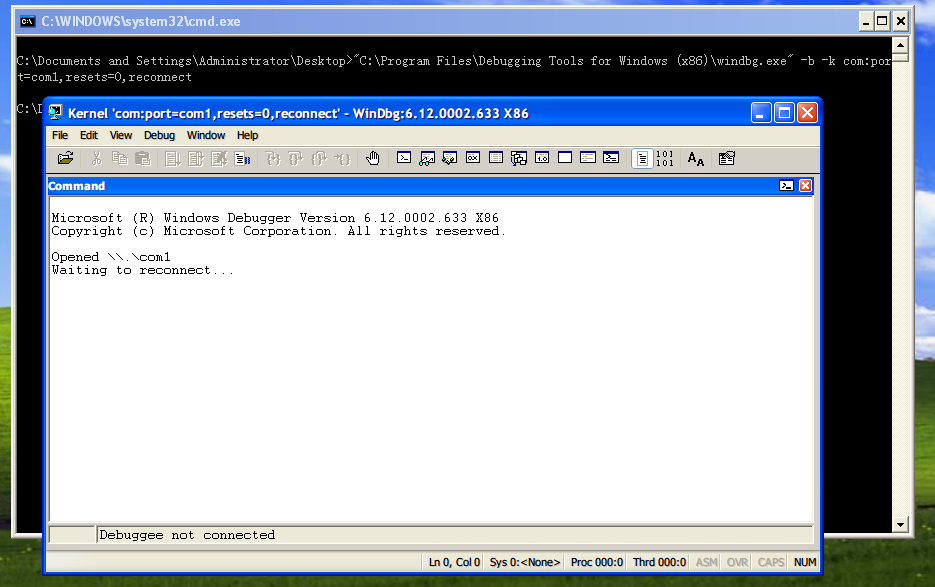 C:\WINDOWS\system32\cmd.exe
C:\Documents and Settings\Administrator\Desktop>"C:\Program Files\Debugging Tools for Windows (x86)\windbg.exe" -b -k com:por
t=com1,resets=0,reconnect
C:\D
Kernel 'com:port=com1,resets=0,reconnect' - WinDbg:6.12.0002.633 X86
File Edit View Debug Window Help
Command
Microsoft (R) Windows Debugger Version 6.12.0002.633 X86
Copyright (c) Microsoft Corporation. All rights reserved.
Opened \\.\com1
Waiting to reconnect...
Debuggee not connected
Ln 0, Col 0 Sys 0:<None> Proc 000:0 Thrd 000:0 ASM OVR CAPS NUM